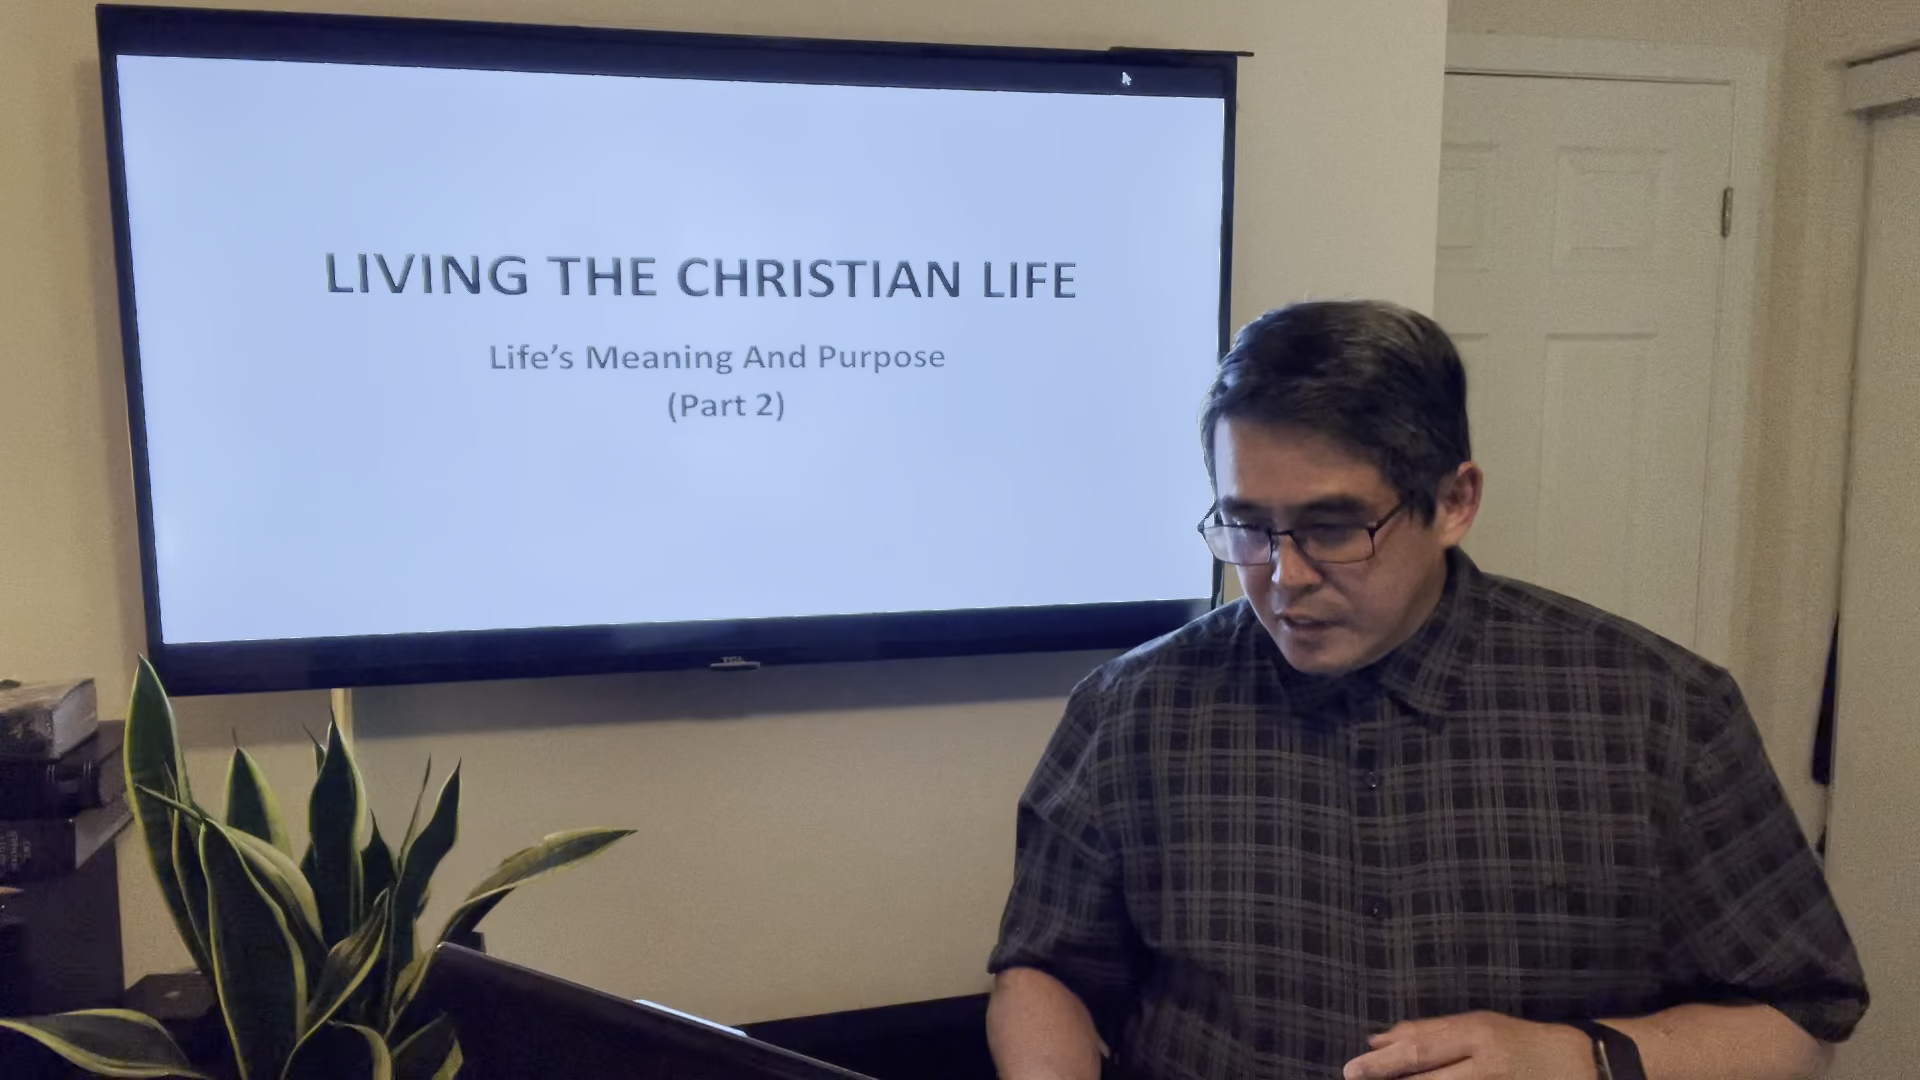 LIVING THE CHRISTIAN LIFE
Life's Meaning And Purpose
(Part 2)